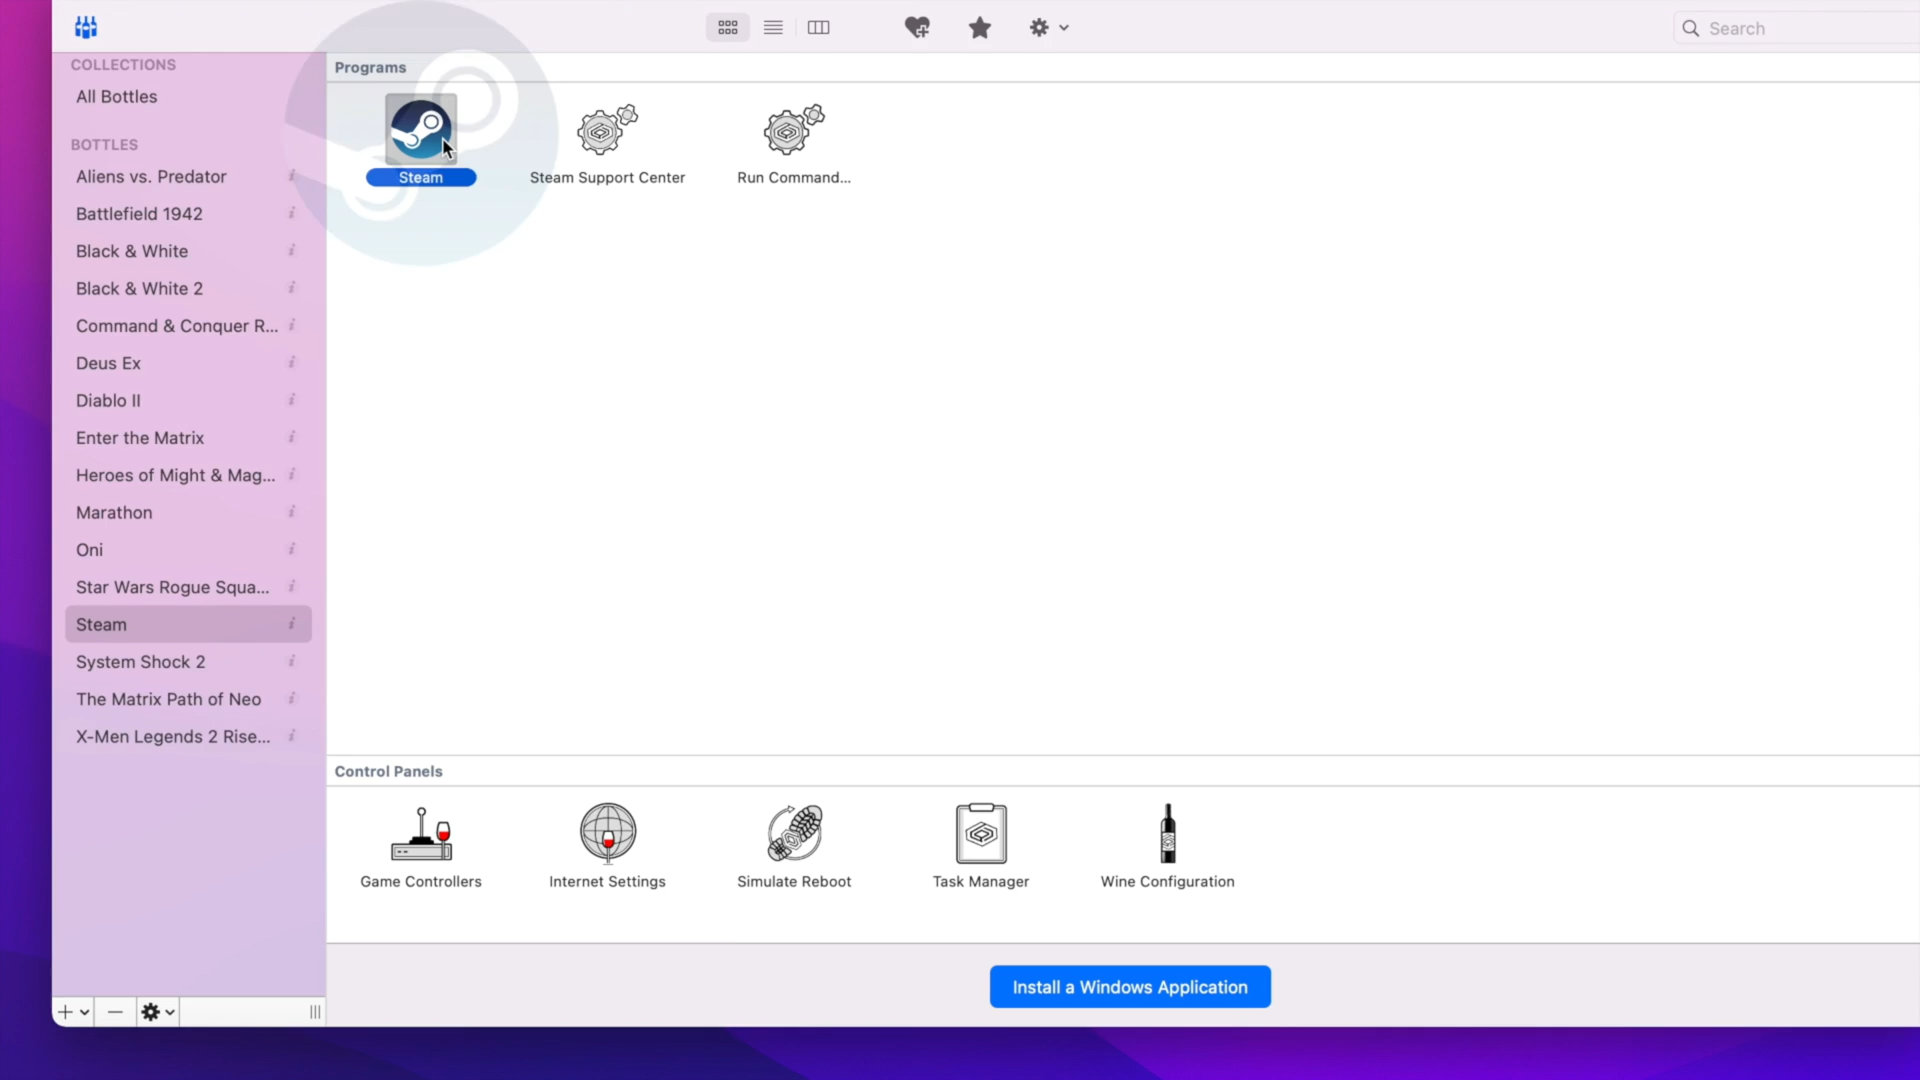 Search
COLLECTIONS
All Bottles
BOTTLES
Aliens vs. Predator
Battlefield 1942
Black & White
Black & White 2
Command & Conquer R...
Deus Ex
Diablo II
Enter the Matrix
Heroes of Might & Mag...
Marathon
Oni
Star Wars Rogue Squa...
Steam
System Shock 2
The Matrix Path of Neo
X-Men Legends 2 Rise...
Programs
Steam
Steam Support Center
Run Command...
Control Panels
Game Controllers
Internet Settings
Simulate Reboot
Task Manager
Wine Configuration
Install a Windows Application